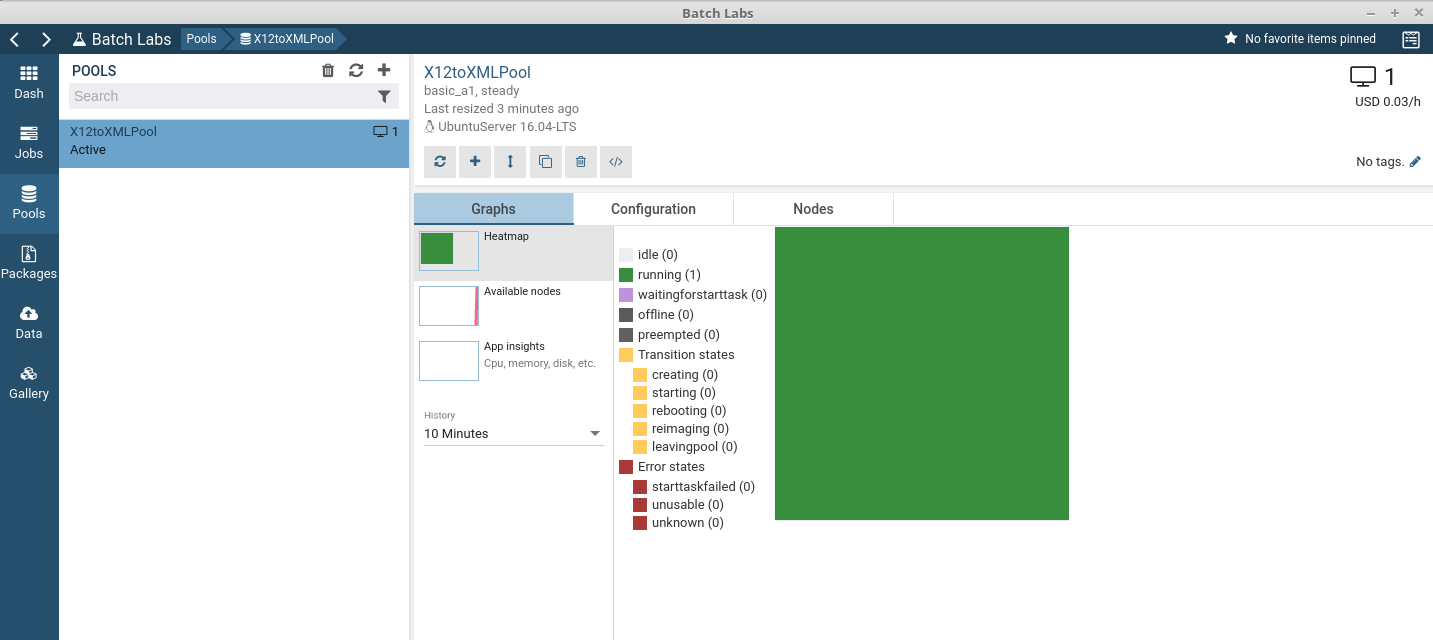 Batch Labs
Batch Labs
Pools
X12toXMLPool
No favorite items pinned
Dash
Jobs
Pools
Packages
Data
Gallery
POOLS
Search
X12toXMLPool
1
Active
X12toXMLPool
basic_a1, steady
Last resized 3 minutes ago
UbuntuServer 16.04-LTS
1
USD 0.03/h
</>
No tags.
Graphs
Configuration
Nodes
Heatmap
Available nodes
App insights
Cpu, memory, disk, etc.
History
10 Minutes
idle (0)
running (1)
waitingforstarttask (0)
offline (0)
preempted (0)
Transition states
creating (0)
starting (0)
rebooting (0)
reimaging (0)
leavingpool (0)
Error states
starttaskfailed (0)
unusable (0)
unknown (0)